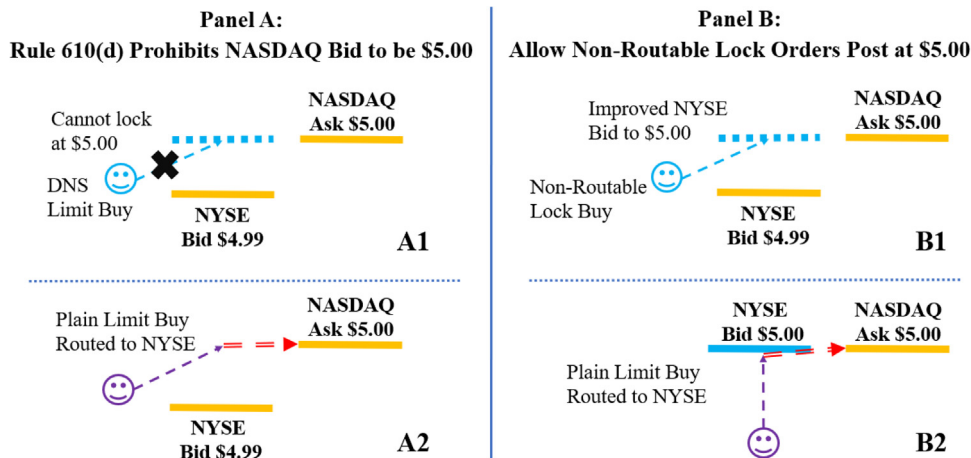 Panel A:
Rule 610(d) Prohibits NASDAQ Bid to be $5.00
Cannot lock
at $5.00
NASDAQ
Ask $5.00
DNS
Limit Buy
NYSE
Bid $4.99
A1
Plain Limit Buy
Routed to NYSE
NASDAQ
Ask $5.00
NYSE
Bid $4.99
A2
Panel B:
Allow Non-Routable Lock Orders Post at $5.00
Improved NYSE
Bid to $5.00
NASDAQ
Ask $5.00
Non-Routable
Lock Buy
NYSE
Bid $4.99
B1
NYSE
Bid $5.00
NASDAQ
Ask $5.00
Plain Limit Buy
Routed to NYSE
B2